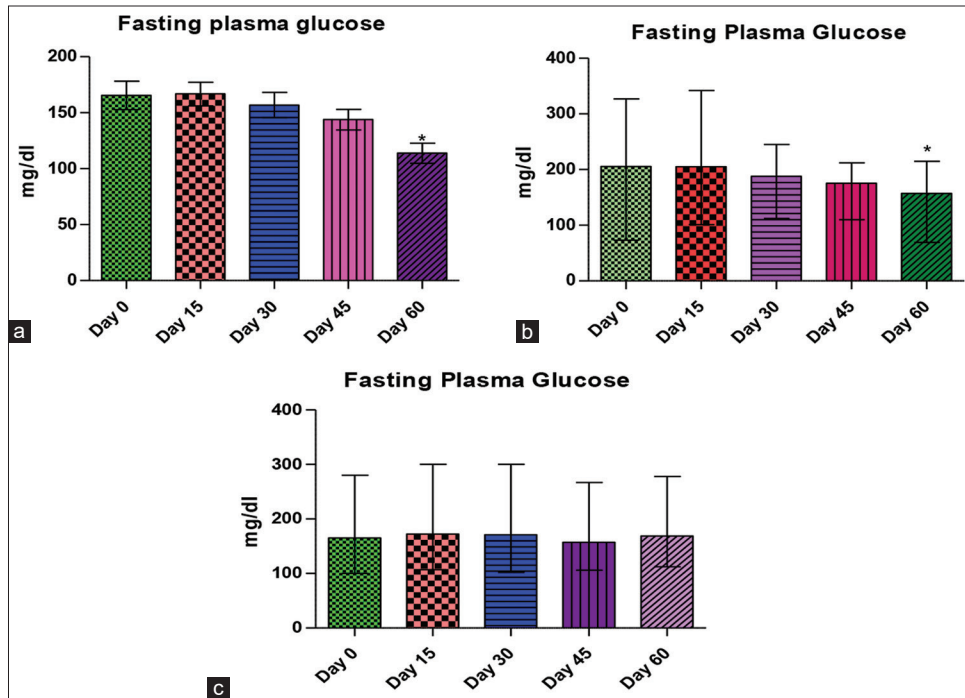 Fasting plasma glucose
mg/dl
200
150
100
50
0
*
Day 0
Day 15
Day 30
Day 45
Day 60
a
Fasting Plasma Glucose
mg/dl
400
300
200
100
0
*
Day 0
Day 15
Day 30
Day 45
Day 60
b
Fasting Plasma Glucose
mg/dl
400
300
200
100
0
Day 0
Day 15
Day 30
Day 45
Day 60
c